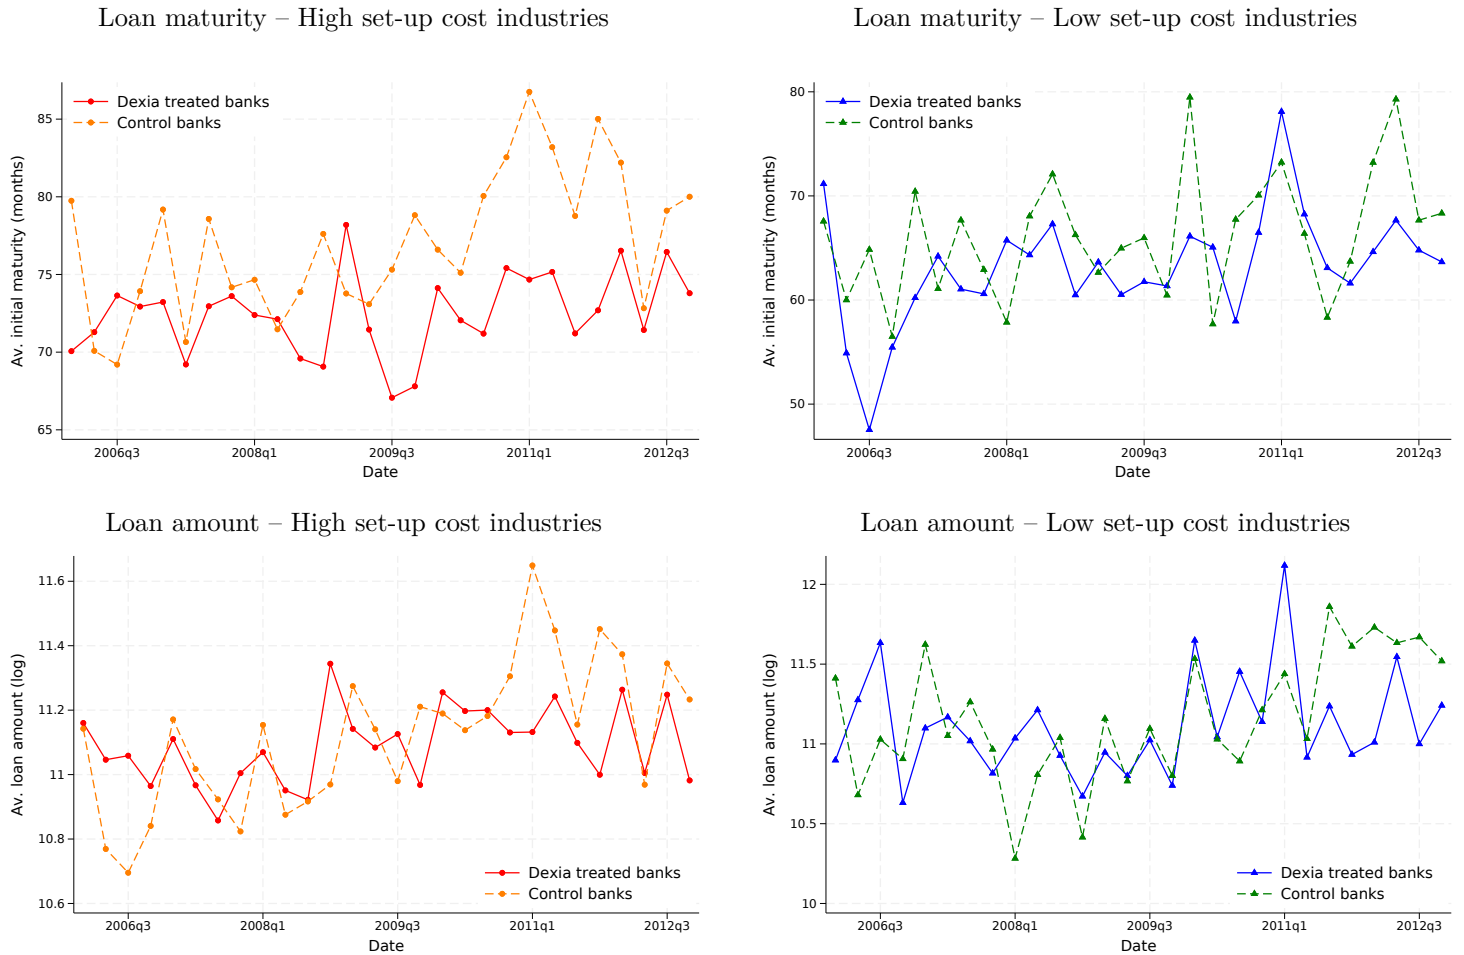 Loan maturity – High set-up cost industries
Dexia treated banks
Control banks
Av. initial maturity (months)
85
80
75
70
65
2006q3 2008q1 2009q3 2011q1 2012q3
Date
Loan maturity – Low set-up cost industries
Dexia treated banks
Control banks
Av. initial maturity (months)
80
70
60
50
2006q3 2008q1 2009q3 2011q1 2012q3
Date
Loan amount – High set-up cost industries
Av. loan amount (log)
11.6
11.4
11.2
11
10.8
10.6
Dexia treated banks
Control banks
2006q3 2008q1 2009q3 2011q1 2012q3
Date
Loan amount – Low set-up cost industries
Av. loan amount (log)
12
11.5
11
10.5
10
Dexia treated banks
Control banks
2006q3 2008q1 2009q3 2011q1 2012q3
Date